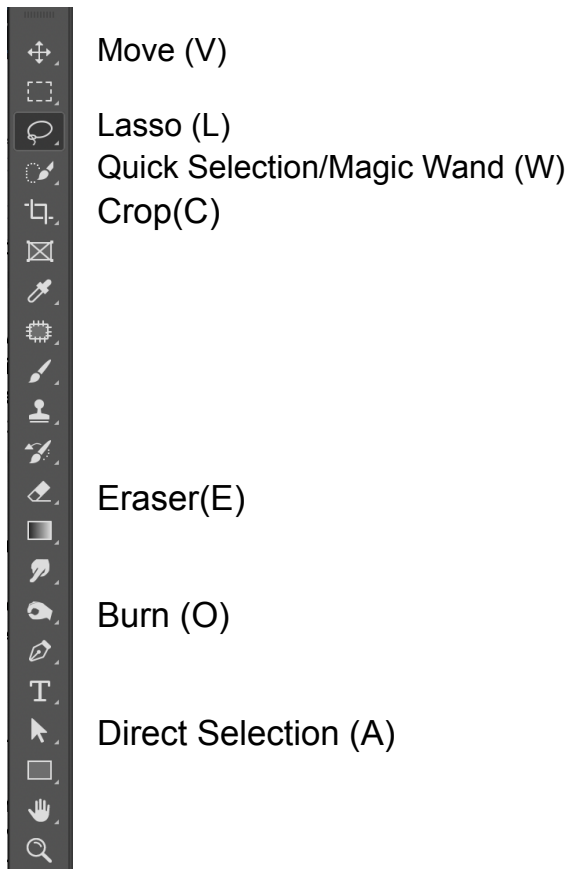 Move (V)
Lasso (L)
Quick Selection/Magic Wand (W)
Crop(C)
Eraser(E)
Burn (O)
T
Direct Selection (A)